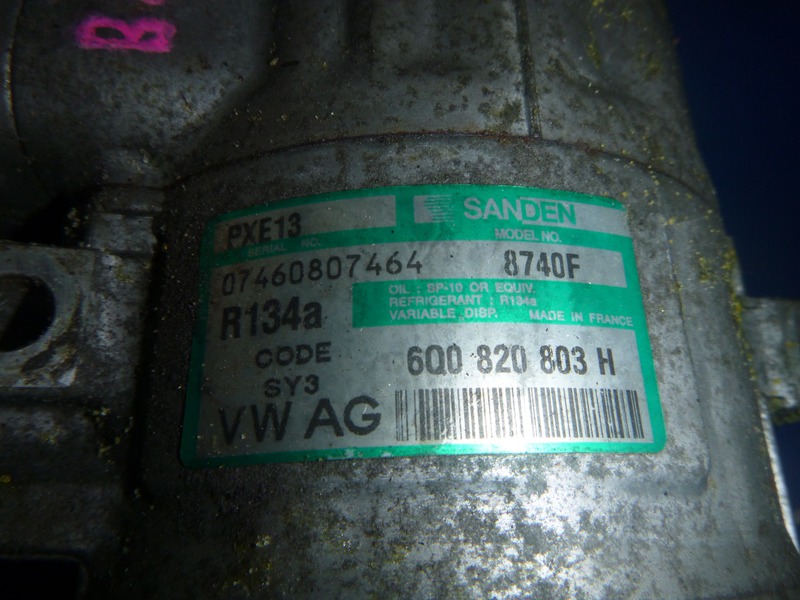 B
PXE13
SANDEN
SERIAL NO.
MODEL NO.
07460807464
8740F
R134a
OIL : SP-10 OR EQUIV.
REFRIGERANT : R134a
VARIABLE DISP. MADE IN FRANCE
CODE
6Q0 820 803 H
SY3
VW AG